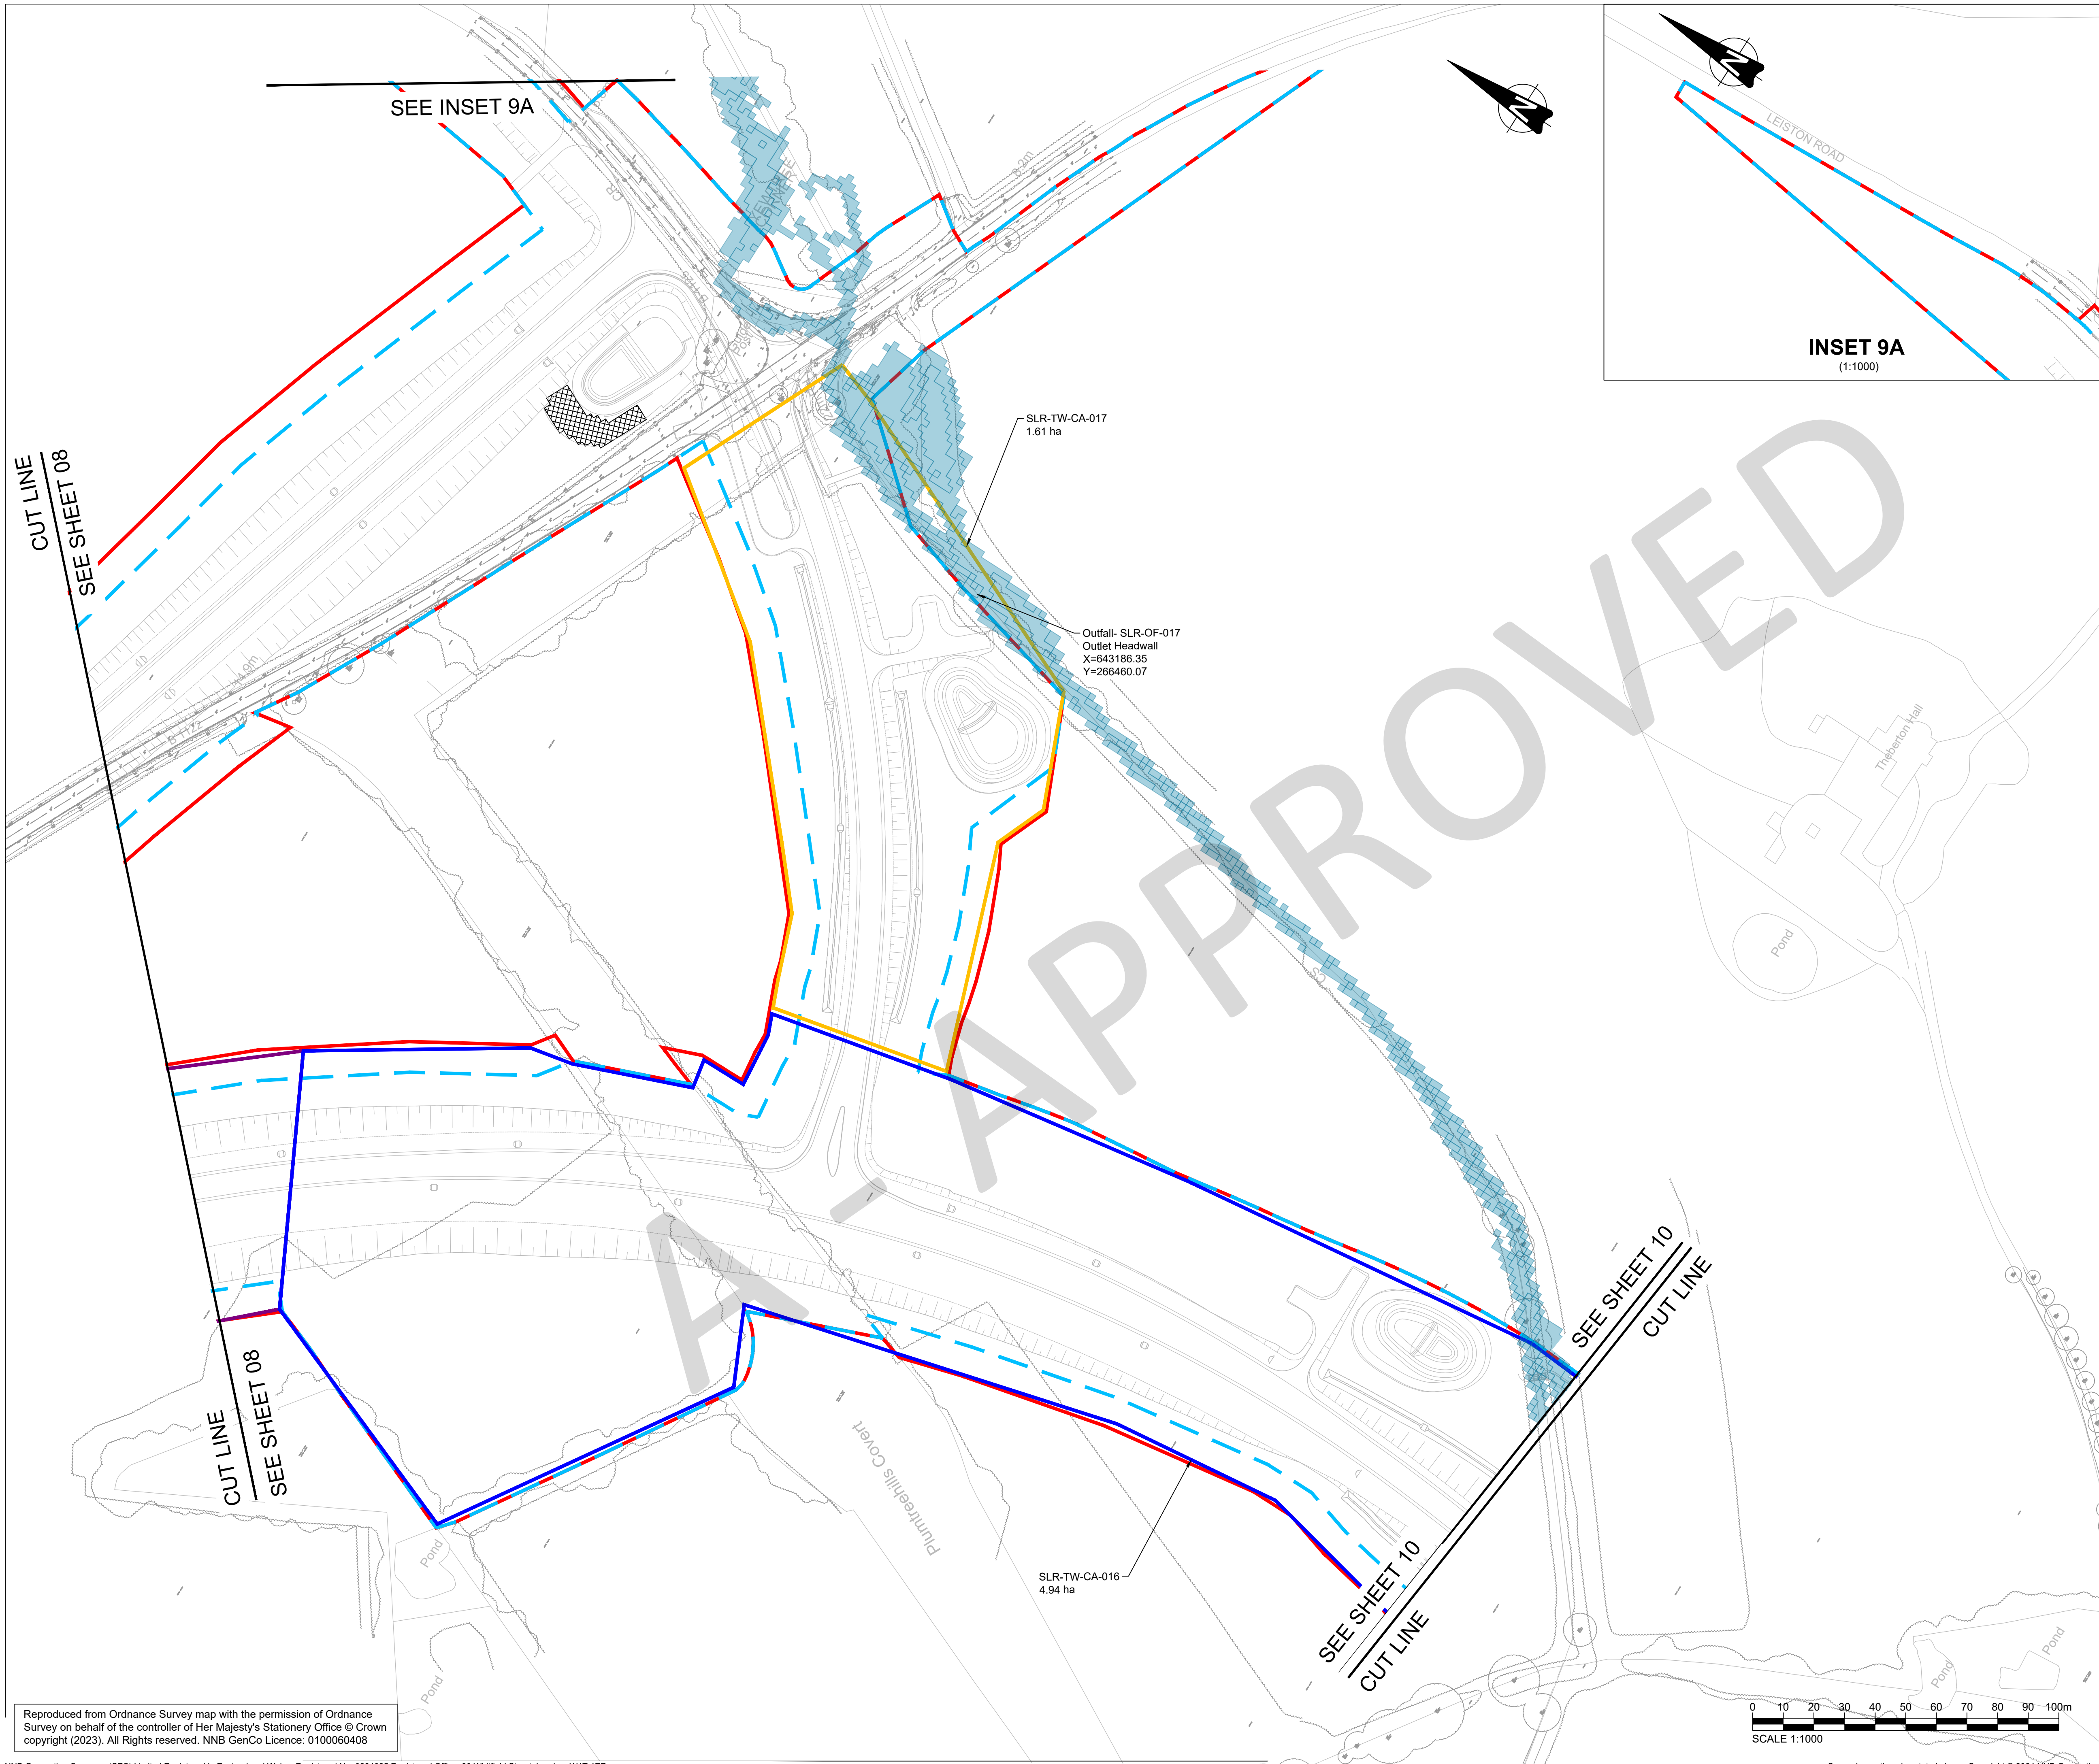 SEE INSET 9A
N
N
LEISTON ROAD
INSET 9A
(1:1000)
8.2m
SLR-TW-CA-017
1.61 ha
CUT LINE
SEE SHEET 08
Outfall- SLR-OF-017
Outlet Headwall
X=643186.35
Y=266460.07
B 1122
Theberton Hall
Pond
A - APPROVED
SEE SHEET 10
CUT LINE
CUT LINE
SEE SHEET 08
Plumtreehills Covert
Pond
SLR-TW-CA-016
4.94 ha
SEE SHEET 10
CUT LINE
Pond
Pond
Pond
Reproduced from Ordnance Survey map with the permission of Ordnance
Survey on behalf of the controller of Her Majesty's Stationery Office © Crown
copyright (2023). All Rights reserved. NNB GenCo Licence: 0100060408
0 10 20 30 40 50 60 70 80 90 100m
SCALE 1:1000